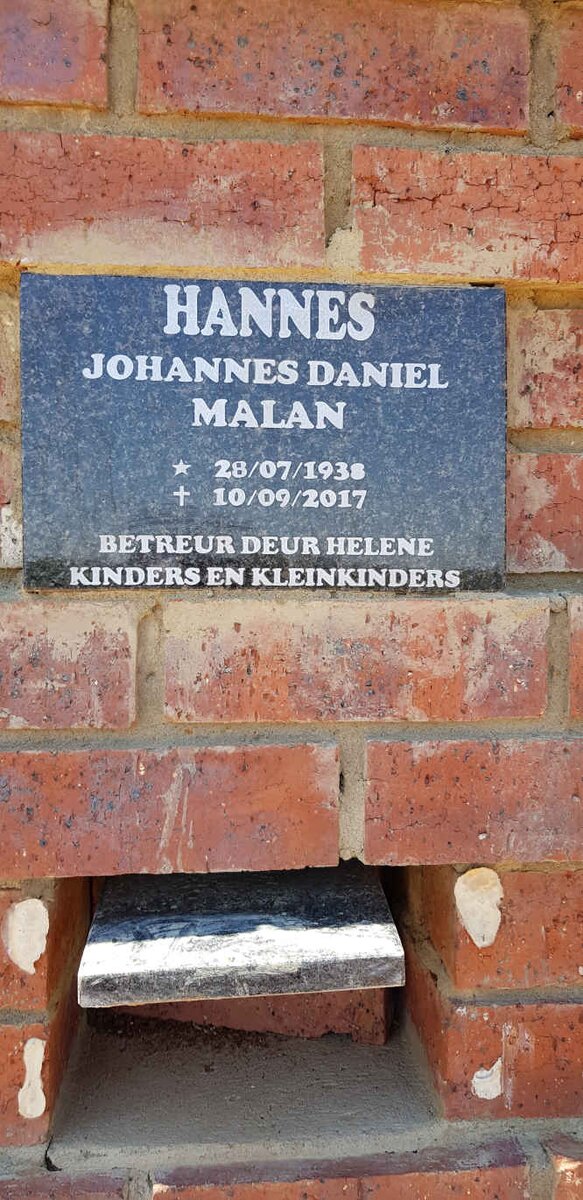 HANNES
JOHANNES DANIEL
MALAN
★ 28/07/1938
✝ 10/09/2017
BETREUR DEUR HELENE
KINDERS EN KLEINKINDERS